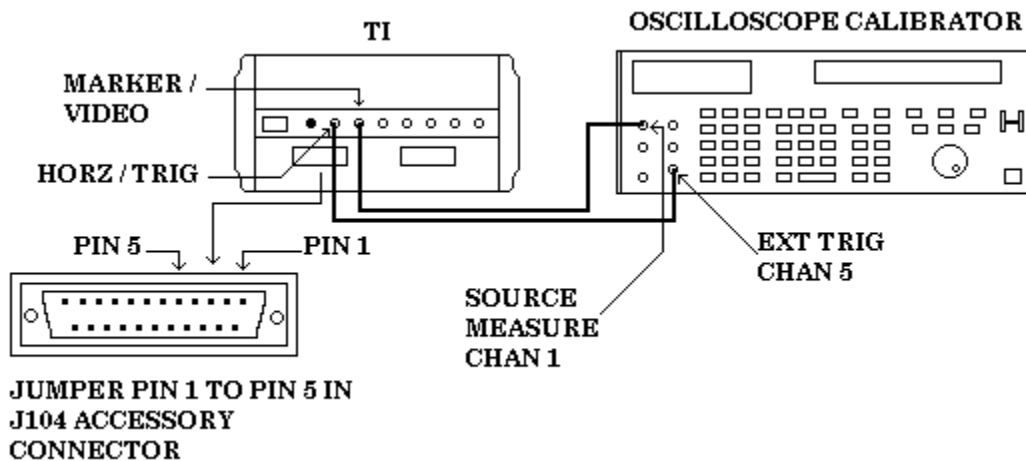 OSCILLOSCOPE CALIBRATOR
TI
MARKER /
VIDEO
HORZ / TRIG
PIN 5
PIN 1
EXT TRIG
CHAN 5
SOURCE
MEASURE
CHAN 1
JUMPER PIN 1 TO PIN 5 IN
J104 ACCESSORY
CONNECTOR